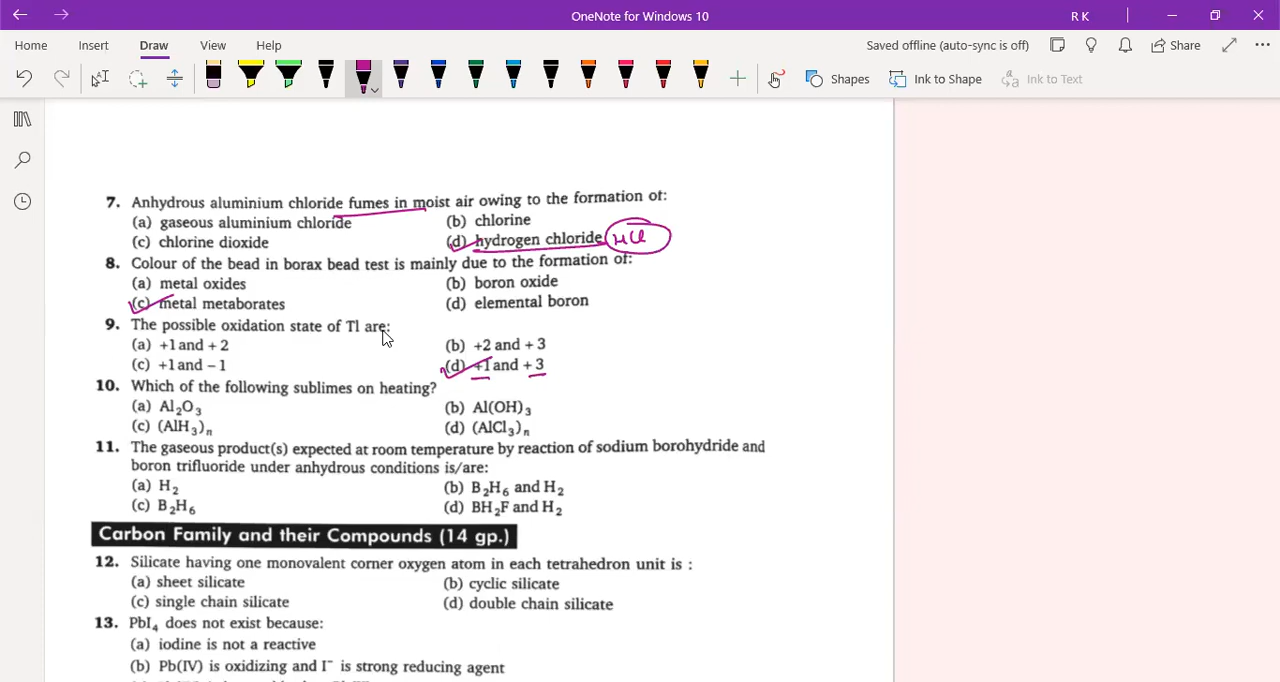 OneNote for Windows 10
R K
Home Insert Draw View Help
Saved offline (auto-sync is off) Share
Shapes Ink to Shape Ink to Text
7. Anhydrous aluminium chloride fumes in moist air owing to the formation of:
(a) gaseous aluminium chloride (b) chlorine
(c) chlorine dioxide (d) hydrogen chloride HCl
8. Colour of the bead in borax bead test is mainly due to the formation of:
(a) metal oxides (b) boron oxide
(c) metal metaborates (d) elemental boron
9. The possible oxidation state of Tl are:
(a) +1 and + 2 (b) +2 and + 3
(c) +1 and − 1 (d) +1 and + 3
10. Which of the following sublimes on heating?
(a) Al₂O₃ (b) Al(OH)₃
(c) (AlH₃)ₙ (d) (AlCl₃)ₙ
11. The gaseous product(s) expected at room temperature by reaction of sodium borohydride and
boron trifluoride under anhydrous conditions is/are:
(a) H₂ (b) B₂H₆ and H₂
(c) B₂H₆ (d) BH₂F and H₂
Carbon Family and their Compounds (14 gp.)
12. Silicate having one monovalent corner oxygen atom in each tetrahedron unit is :
(a) sheet silicate (b) cyclic silicate
(c) single chain silicate (d) double chain silicate
13. PbI₄ does not exist because:
(a) iodine is not a reactive
(b) Pb(IV) is oxidizing and I⁻ is strong reducing agent